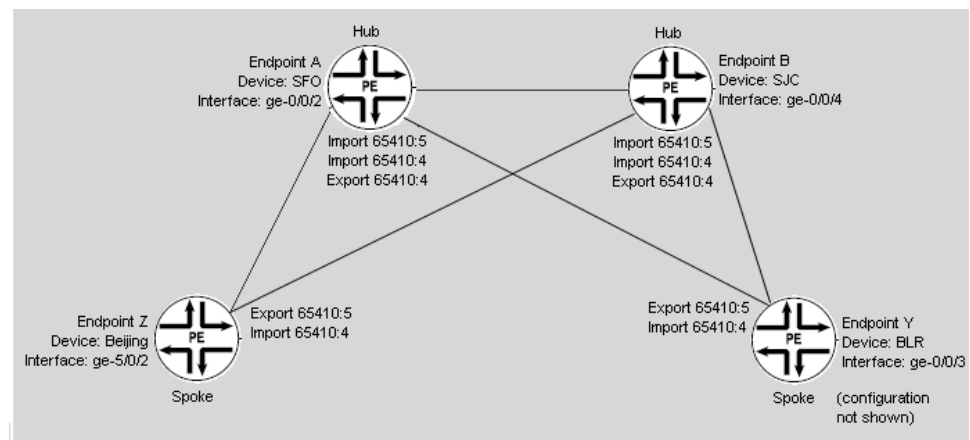 Hub
Endpoint A
Device: SFO
Interface: ge-0/0/2
PE
Import 65410:5
Import 65410:4
Export 65410:4
Hub
Endpoint B
Device: SJC
Interface: ge-0/0/4
PE
Import 65410:5
Import 65410:4
Export 65410:4
Endpoint Z
Device: Beijing
Interface: ge-5/0/2
PE
Export 65410:5
Import 65410:4
Spoke
Export 65410:5
Import 65410:4
PE
Endpoint Y
Device: BLR
Interface: ge-0/0/3
Spoke
(configuration
not shown)